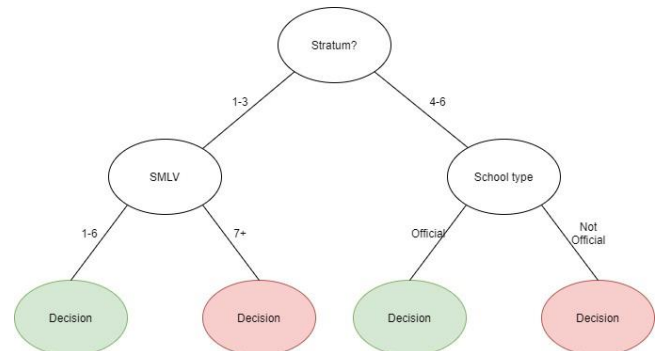 Stratum?
1-3
4-6
SMLV
School type
1-6
7+
Official
Not
Official
Decision
Decision
Decision
Decision